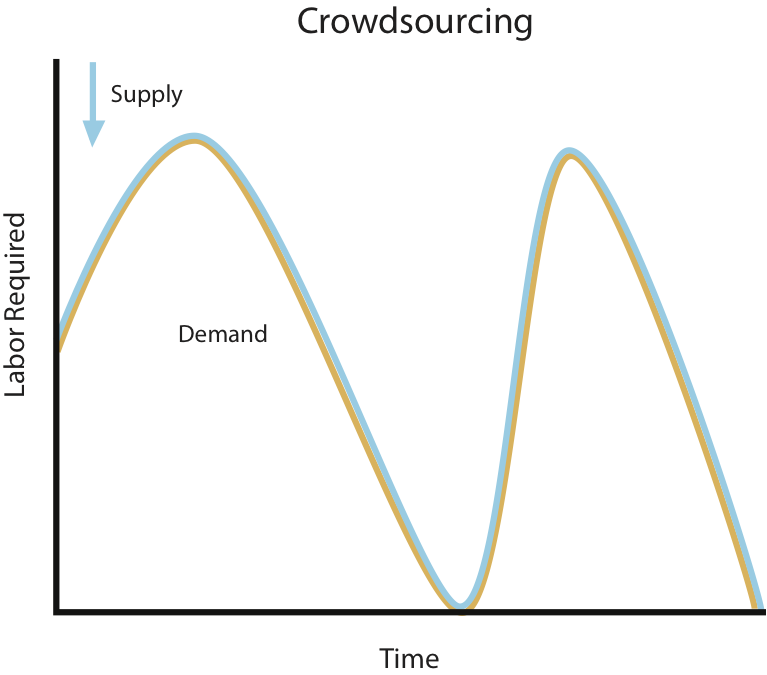 Crowdsourcing
Supply
Demand
Labor Required
Time